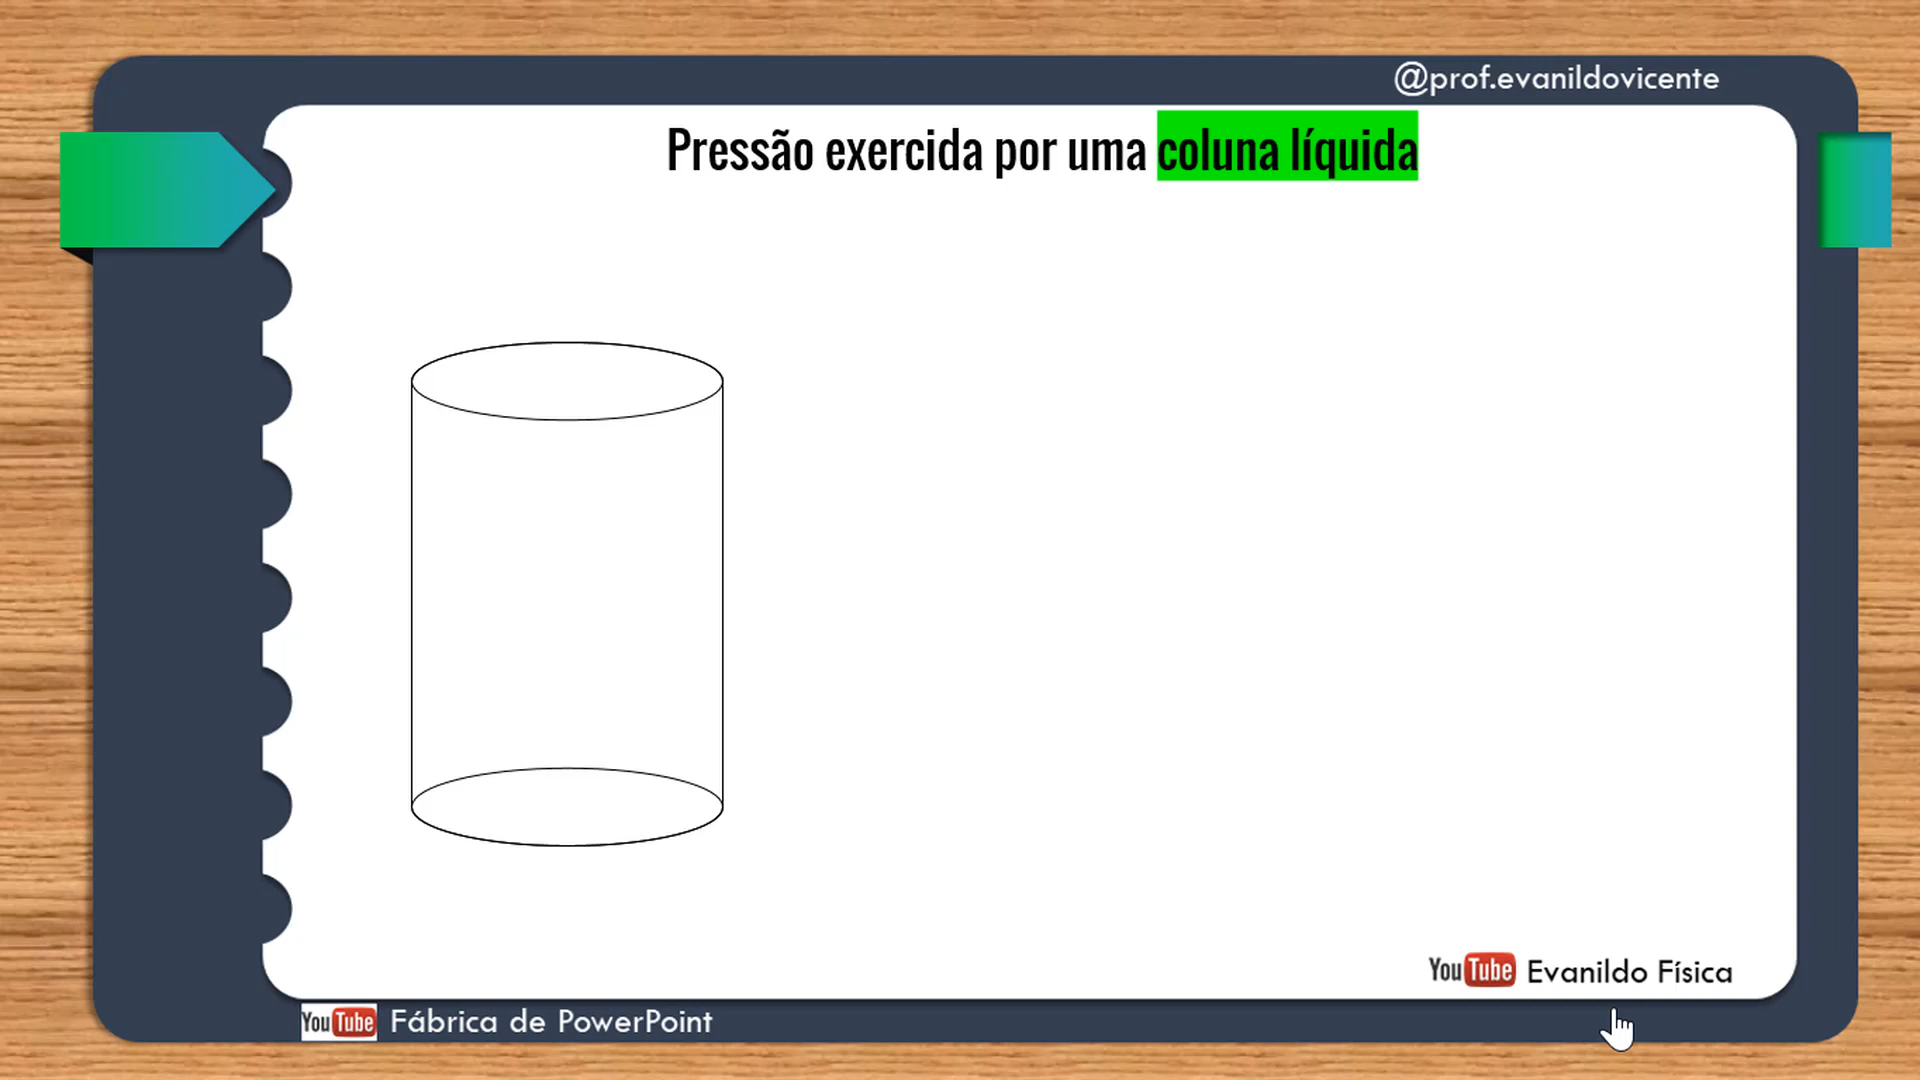 @prof.evanildovicente
Pressão exercida por uma coluna líquida
YouTube Evanildo Física
YouTube Fábrica de PowerPoint